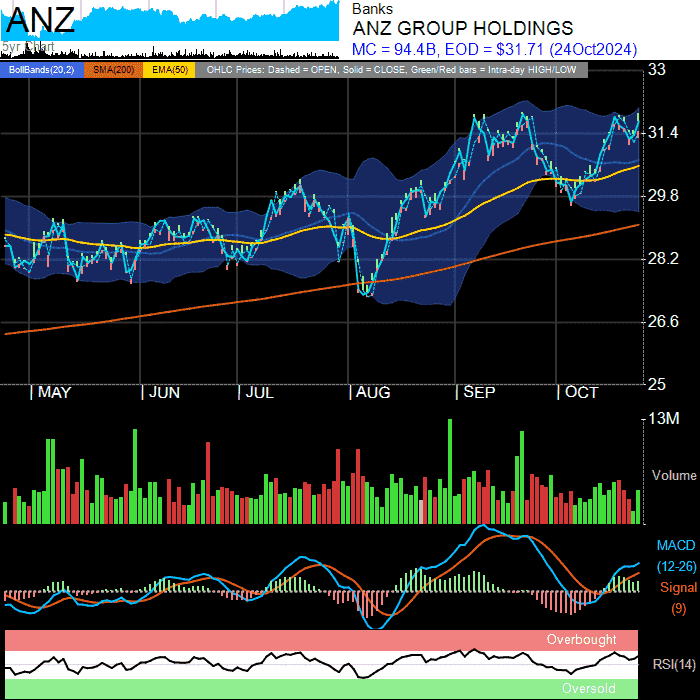 ANZ
5yr Chart
Banks
ANZ GROUP HOLDINGS
MC = 94.4B, EOD = $31.71 (24Oct2024)
BollBands(20,2) SMA(200) EMA(50) OHLC Prices: Dashed = OPEN, Solid = CLOSE, Green/Red bars = Intra-day HIGH/LOW
33
31.4
29.8
28.2
26.6
25
MAY JUN JUL AUG SEP OCT
13M
Volume
MACD
(12-26)
Signal
(9)
Overbought
RSI(14)
Oversold